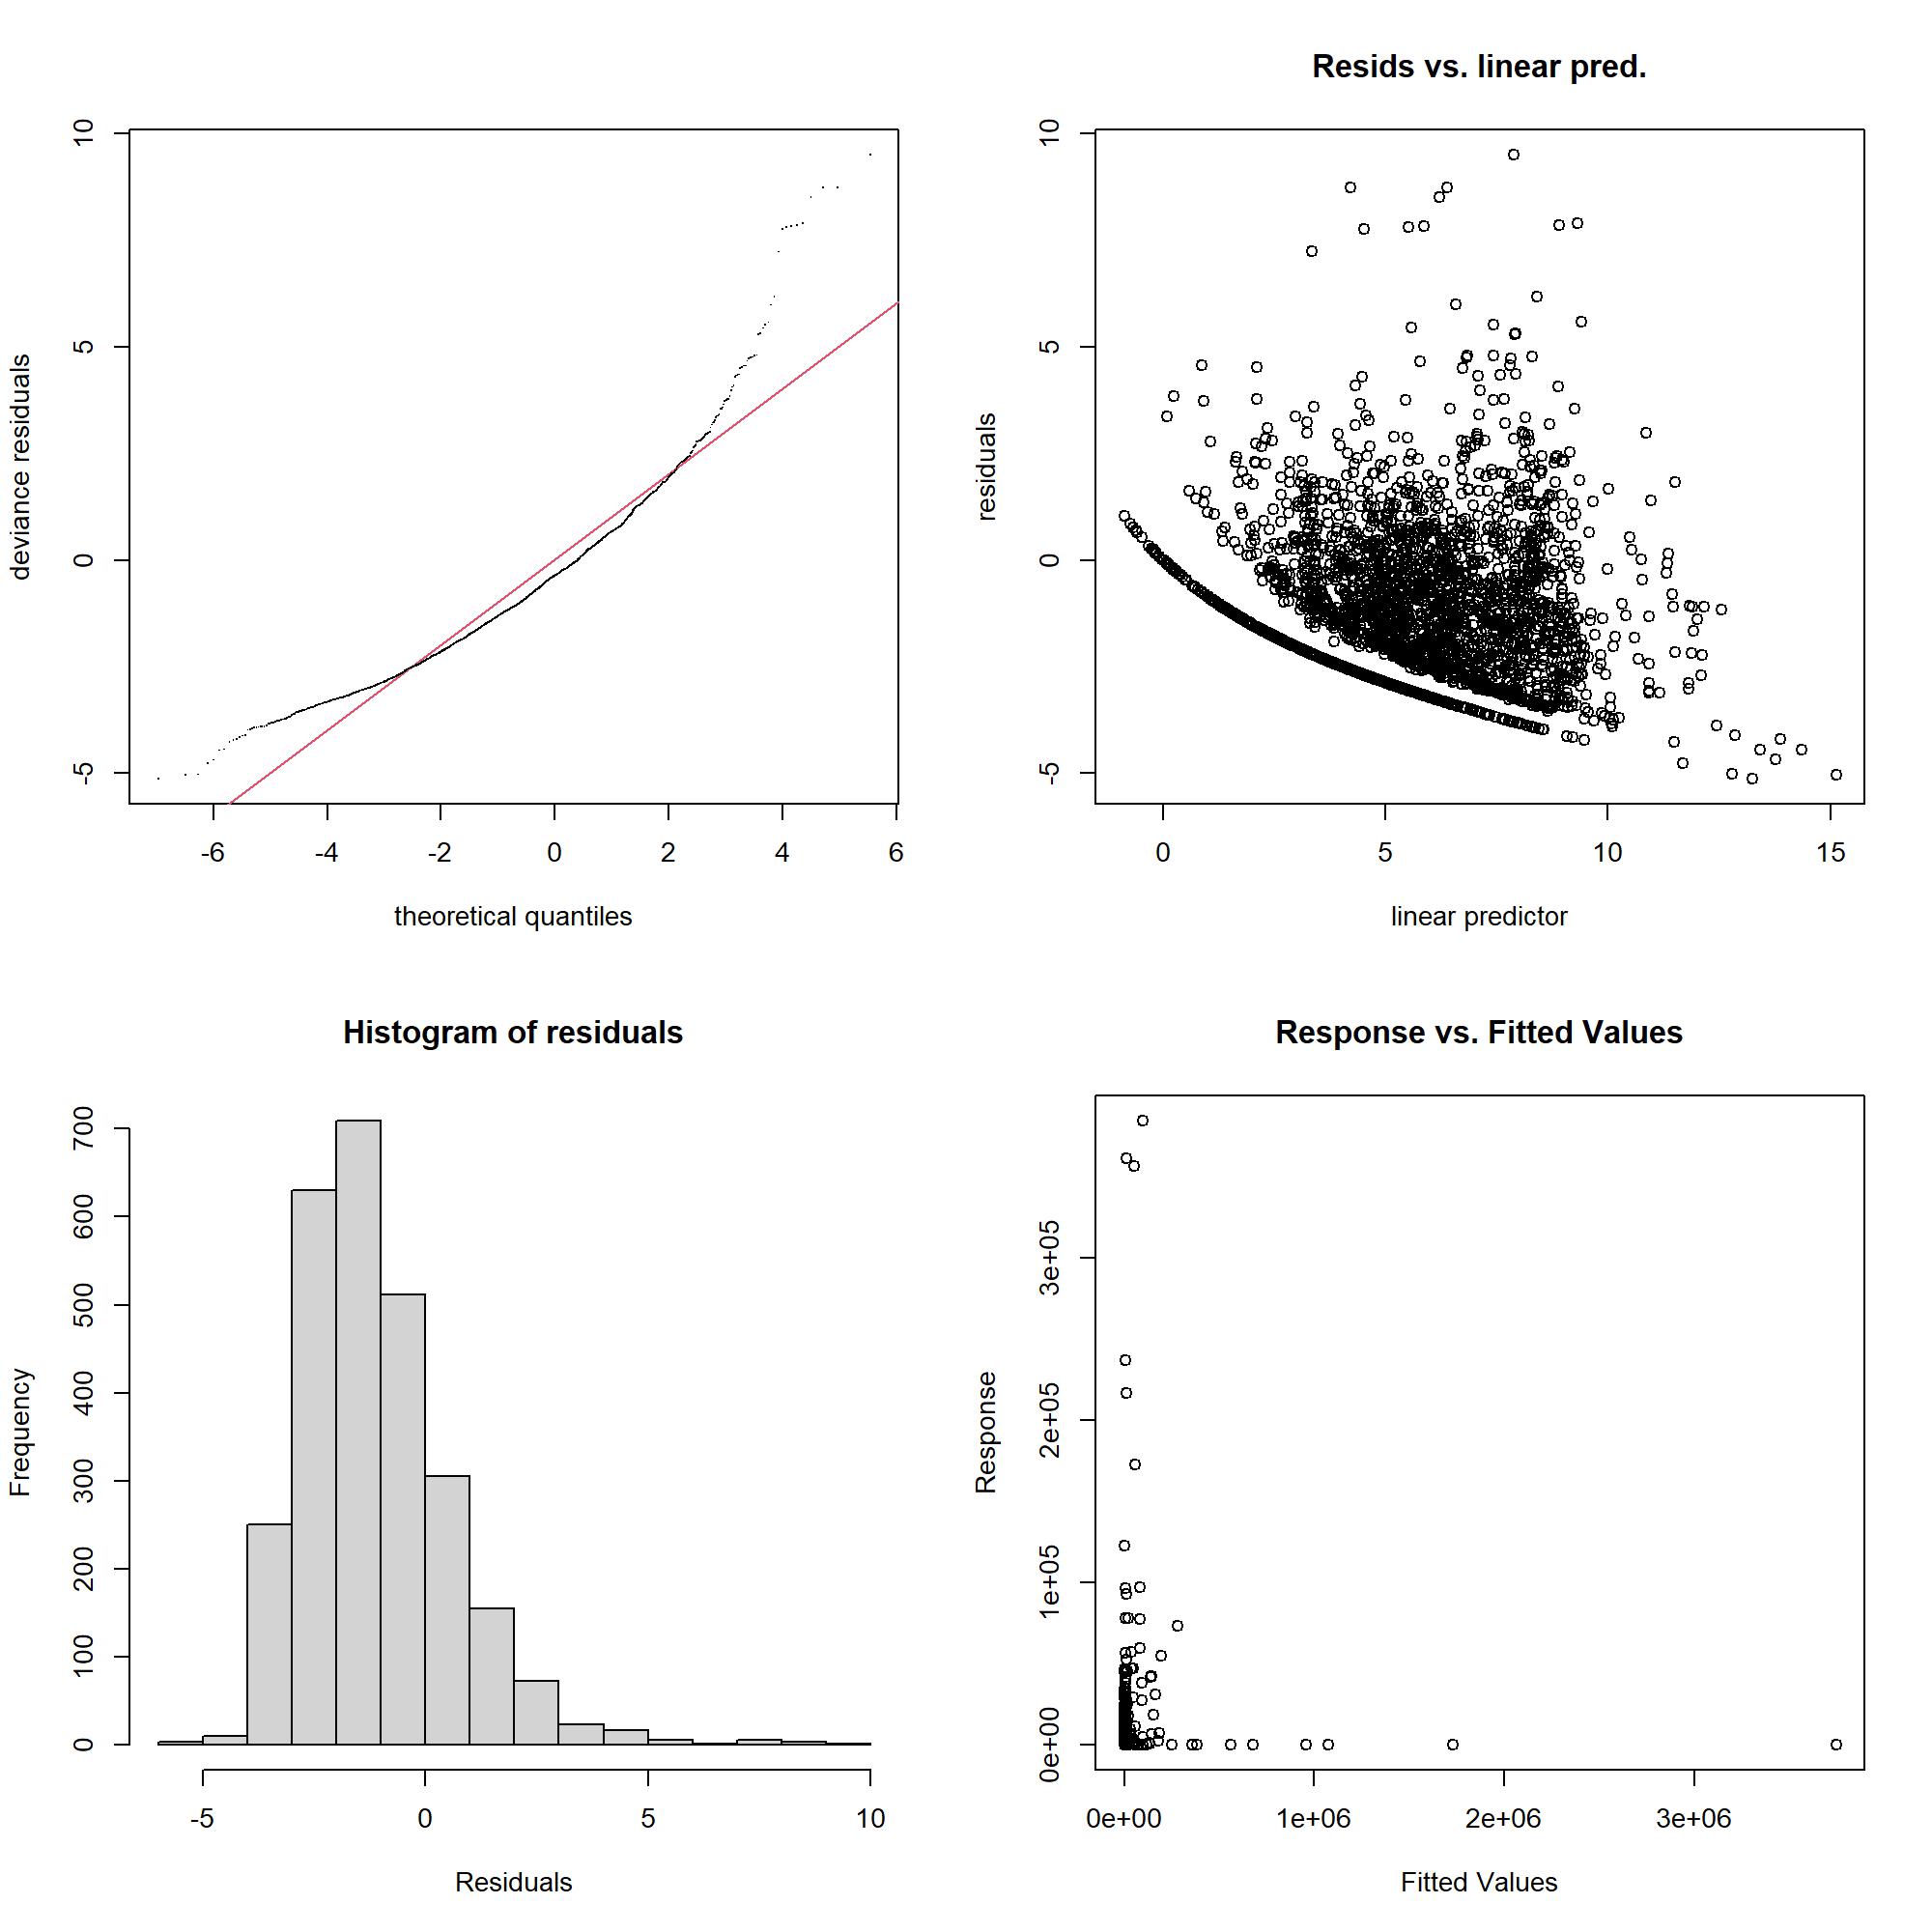 deviance residuals
10
5
0
-5
-6 -4 -2 0 2 4 6
theoretical quantiles
Resids vs. linear pred.
residuals
10
5
0
-5
0 5 10 15
linear predictor
Histogram of residuals
Frequency
700
600
500
400
300
200
100
0
-5 0 5 10
Residuals
Response vs. Fitted Values
Response
3e+05
2e+05
1e+05
0e+00
0e+00 1e+06 2e+06 3e+06
Fitted Values